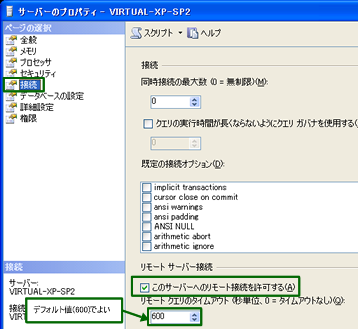 サーバーのプロパティ - VIRTUAL-XP-SP2
ページの選択
全般
メモリ
プロセッサ
セキュリティ
接続
データベースの設定
詳細設定
権限
スクリプト
ヘルプ
接続
同時接続の最大数 (0 = 無制限)(M):
0
クエリの実行時間が長くならないようにクエリ ガバナを使用する(
0
既定の接続オプション(D):
implicit transactions
cursor close on commit
ansi warnings
ansi padding
ANSI NULL
arithmetic abort
arithmetic ignore
リモート サーバー接続
このサーバーへのリモート接続を許可する(A)
リモート クエリのタイムアウト (秒単位、0 = タイムアウトなし)(Q):
600
接続
サーバー:
VIRTUAL-XP-SP2
接続
VIRT
デフォルト値(600)でよい